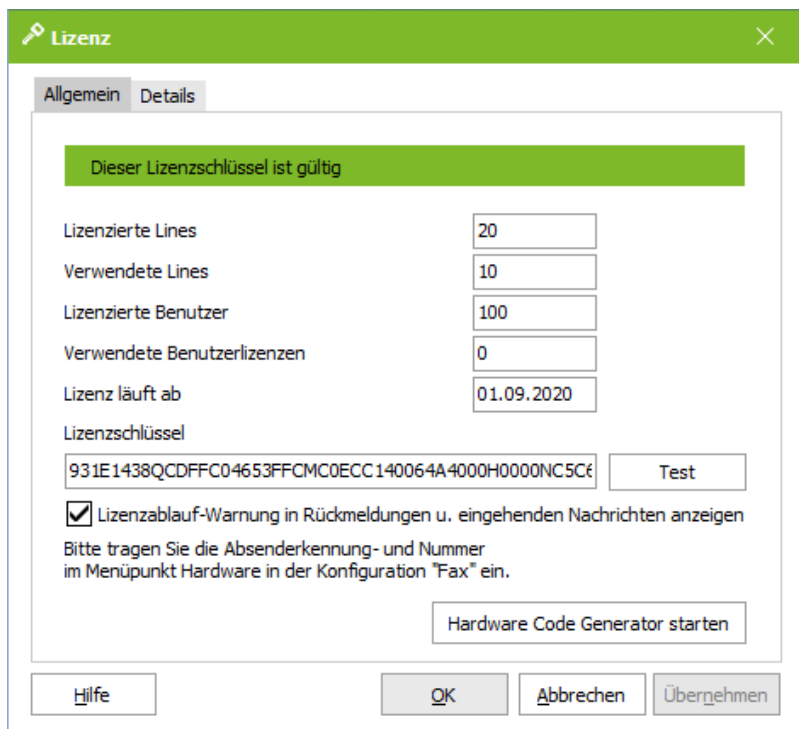 Lizenz
Allgemein Details
Dieser Lizenzschlüssel ist gültig
Lizenzierte Lines 20
Verwendete Lines 10
Lizenzierte Benutzer 100
Verwendete Benutzerlizenzen 0
Lizenz läuft ab 01.09.2020
Lizenzschlüssel
931E1438QCDFFC04653FFCMC0ECC140064A4000H0000NC5C6 Test
Lizenzablauf-Warnung in Rückmeldungen u. eingehenden Nachrichten anzeigen
Bitte tragen Sie die Absenderkennung- und Nummer
im Menüpunkt Hardware in der Konfiguration "Fax" ein.
Hardware Code Generator starten
Hilfe OK Abbrechen Übernehmen